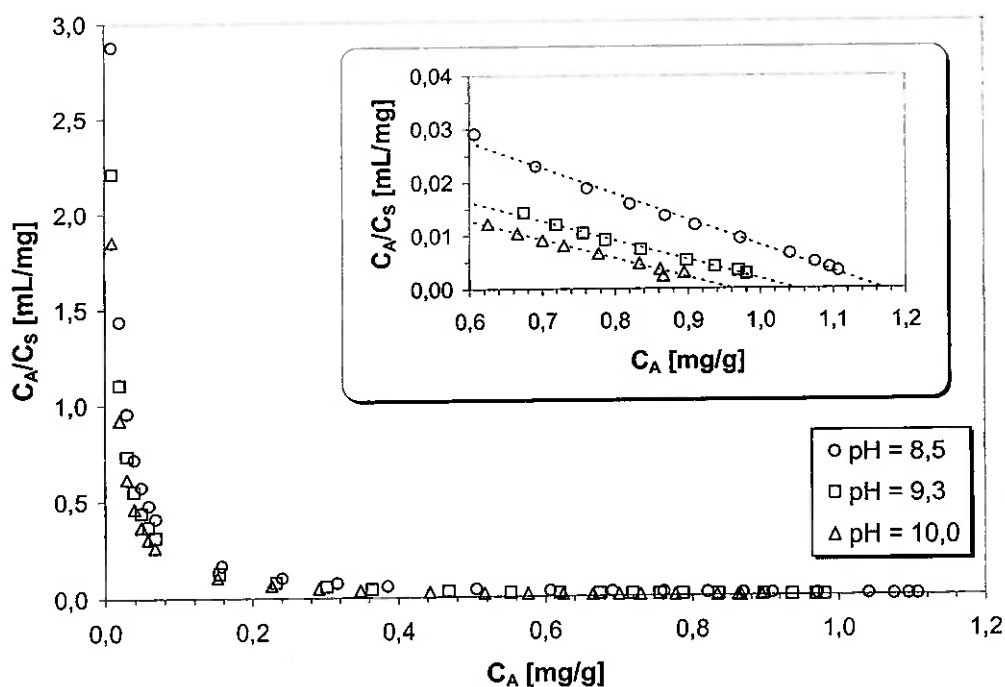 3,0
2,5
2,0
1,5
1,0
0,5
0,0
C_A/C_S [mL/mg]
0,0 0,2 0,4 0,6 0,8 1,0 1,2
C_A [mg/g]
0,04
0,03
0,02
0,01
0,00
C_A/C_S [mL/mg]
0,6 0,7 0,8 0,9 1,0 1,1 1,2
C_A [mg/g]
pH = 8,5
pH = 9,3
pH = 10,0